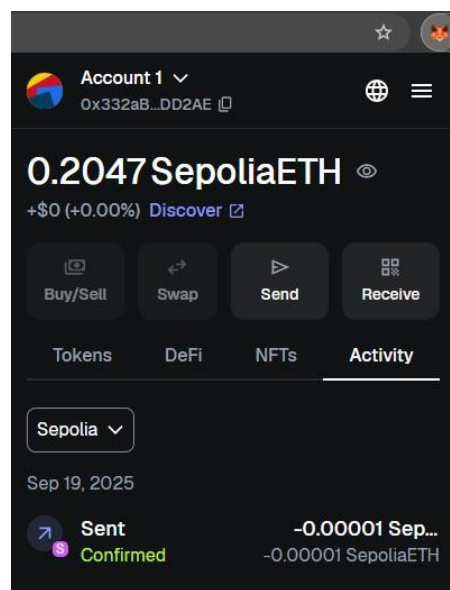 Account 1
0x332aB...DD2AE
0.2047 SepoliaETH
+$0 (+0.00%) Discover
Buy/Sell
Swap
Send
Receive
Tokens
DeFi
NFTs
Activity
Sepolia
Sep 19, 2025
Sent
-0.00001 Sep...
S
Confirmed
-0.00001 SepoliaETH